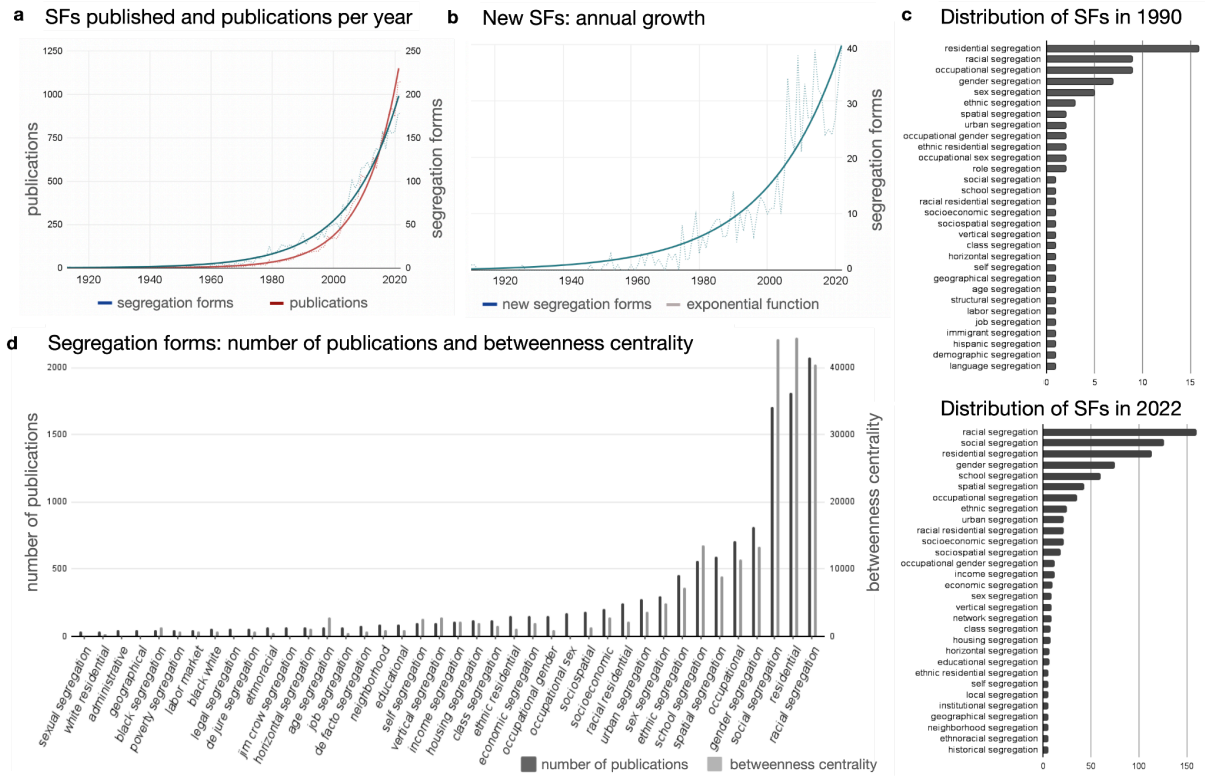 a SFs published and publications per year
1250
1000
750
500
250
0
250
200
150
100
50
0
publications
segregation forms
1920 1940 1960 1980 2000 2020
segregation forms publications
b New SFs: annual growth
40
30
20
10
0
segregation forms
1920 1940 1960 1980 2000 2020
new segregation forms exponential function
c Distribution of SFs in 1990
residential segregation
racial segregation
occupational segregation
gender segregation
sex segregation
ethnic segregation
spatial segregation
urban segregation
occupational gender segregation
ethnic residential segregation
occupational sex segregation
role segregation
social segregation
school segregation
racial residential segregation
socioeconomic segregation
sociospatial segregation
vertical segregation
class segregation
horizontal segregation
self segregation
geographical segregation
age segregation
structural segregation
labor segregation
job segregation
immigrant segregation
hispanic segregation
demographic segregation
language segregation
0 5 10 15
Distribution of SFs in 2022
racial segregation
social segregation
residential segregation
gender segregation
school segregation
spatial segregation
occupational segregation
ethnic segregation
urban segregation
racial residential segregation
socioeconomic segregation
sociospatial segregation
occupational gender segregation
income segregation
economic segregation
sex segregation
vertical segregation
network segregation
class segregation
housing segregation
horizontal segregation
educational segregation
ethnic residential segregation
self segregation
local segregation
institutional segregation
geographical segregation
neighborhood segregation
ethnoracial segregation
historical segregation
0 50 100 150
d Segregation forms: number of publications and betweenness centrality
2000
1500
1000
500
0
40000
30000
20000
10000
0
number of publications
betweenness centrality
sexual segregation
white residential
administrative
geographical
black segregation
poverty segregation
labor market
black white
legal segregation
de jure segregation
ethnoracial
jim crow segregation
horizontal segregation
age segregation
job segregation
de facto segregation
neighborhood
educational
self segregation
vertical segregation
income segregation
housing segregation
class segregation
ethnic residential
economic segregation
occupational gender
occupational sex
sociospatial
socioeconomic
racial residential
urban segregation
sex segregation
ethnic segregation
school segregation
spatial segregation
occupational
gender segregation
social segregation
residential
racial segregation
number of publications betweenness centrality